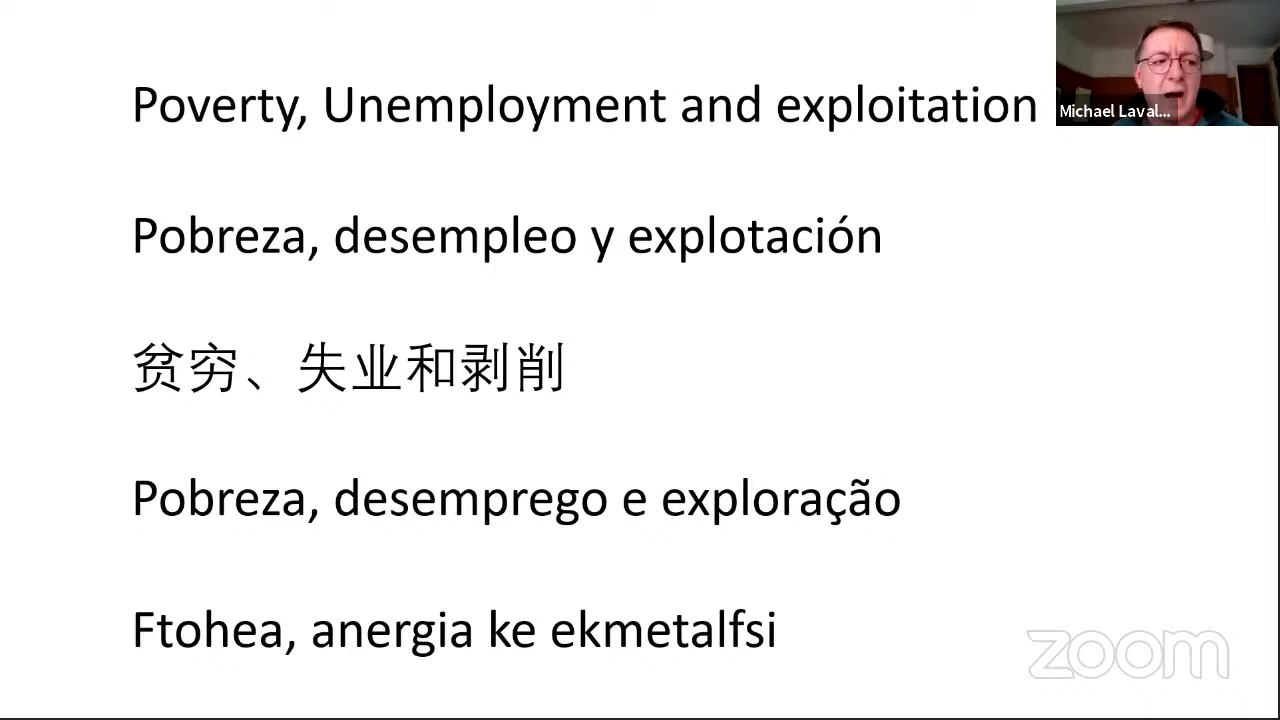 Poverty, Unemployment and exploitation
Michael Laval...
Pobreza, desempleo y explotación
贫穷、失业和剥削
Pobreza, desemprego e exploração
Ftohea, anergia ke ekmetalfsi
zoom